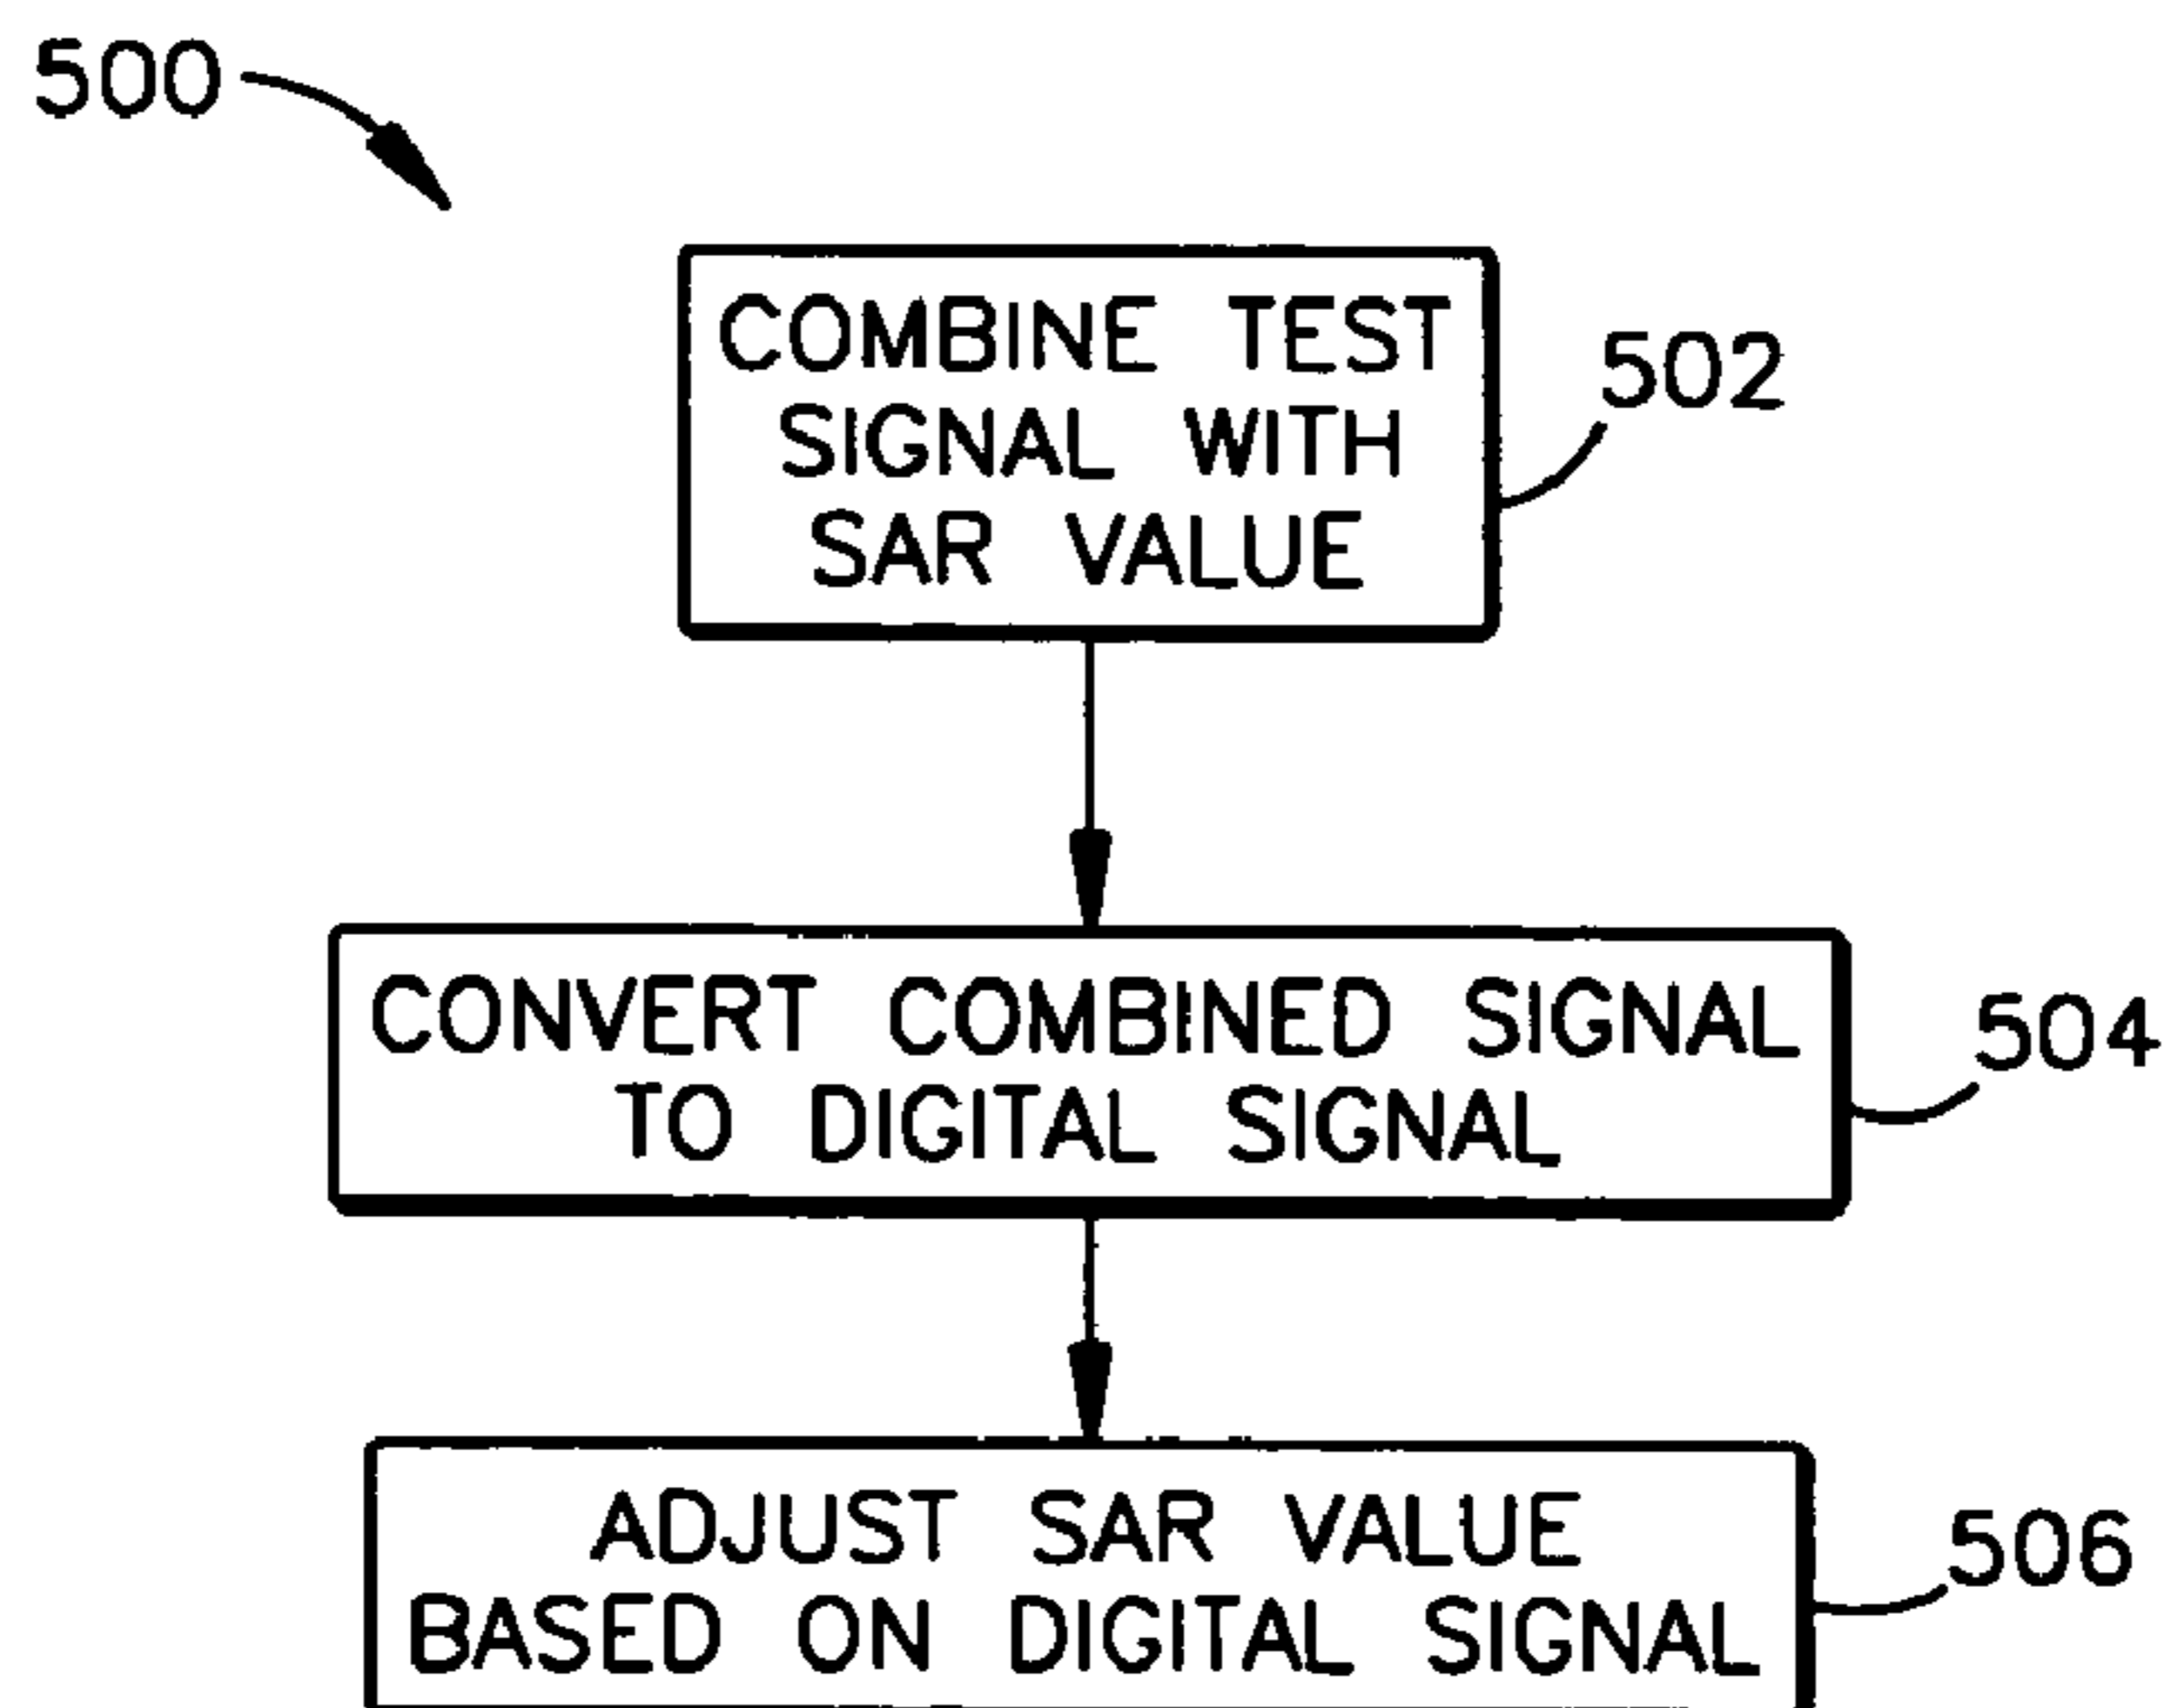 500
COMBINE TEST
SIGNAL WITH
SAR VALUE
502
CONVERT COMBINED SIGNAL
TO DIGITAL SIGNAL
504
ADJUST SAR VALUE
BASED ON DIGITAL SIGNAL
506